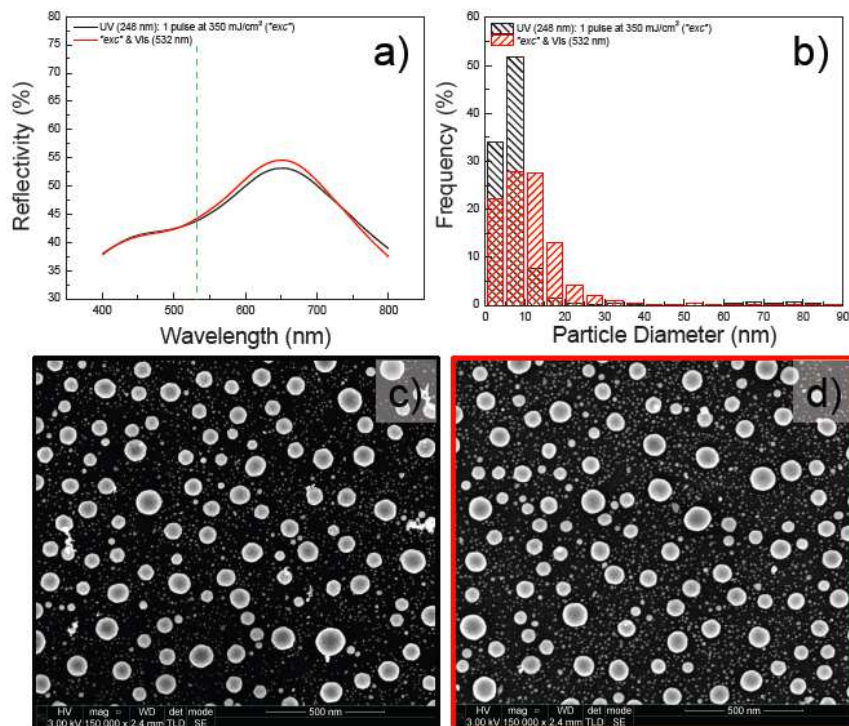 UV (248 nm): 1 pulse at 350 mJ/cm² ("exc")
"exc" & Vis (532 nm)
a)
80
75
70
65
60
55
50
45
40
35
30
Reflectivity (%)
400 500 600 700 800
Wavelength (nm)
UV (248 nm): 1 pulse at 350 mJ/cm² ("exc")
"exc" & Vis (532 nm)
b)
60
50
40
30
20
10
0
Frequency (%)
0 10 20 30 40 50 60 70 80 90
Particle Diameter (nm)
c)
HV mag □ WD det mode
3.00 kV 150 000 x 2.4 mm TLD SE
500 nm
d)
HV mag □ WD det mode
3.00 kV 150 000 x 2.4 mm TLD SE
500 nm